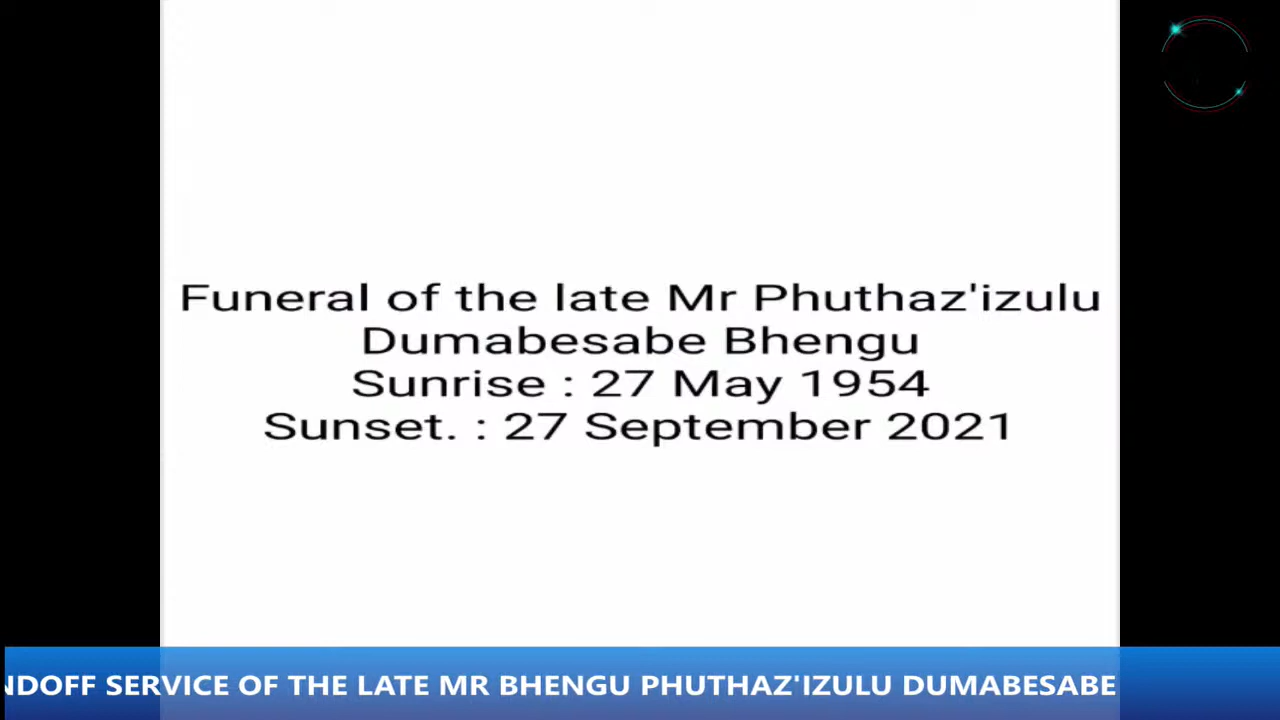 Funeral of the late Mr Phuthaz'izulu
Dumabesabe Bhengu
Sunrise : 27 May 1954
Sunset. : 27 September 2021
SERVICE OF THE LATE MR BHENGU PHUTHAZ'IZULU DUMABESABE